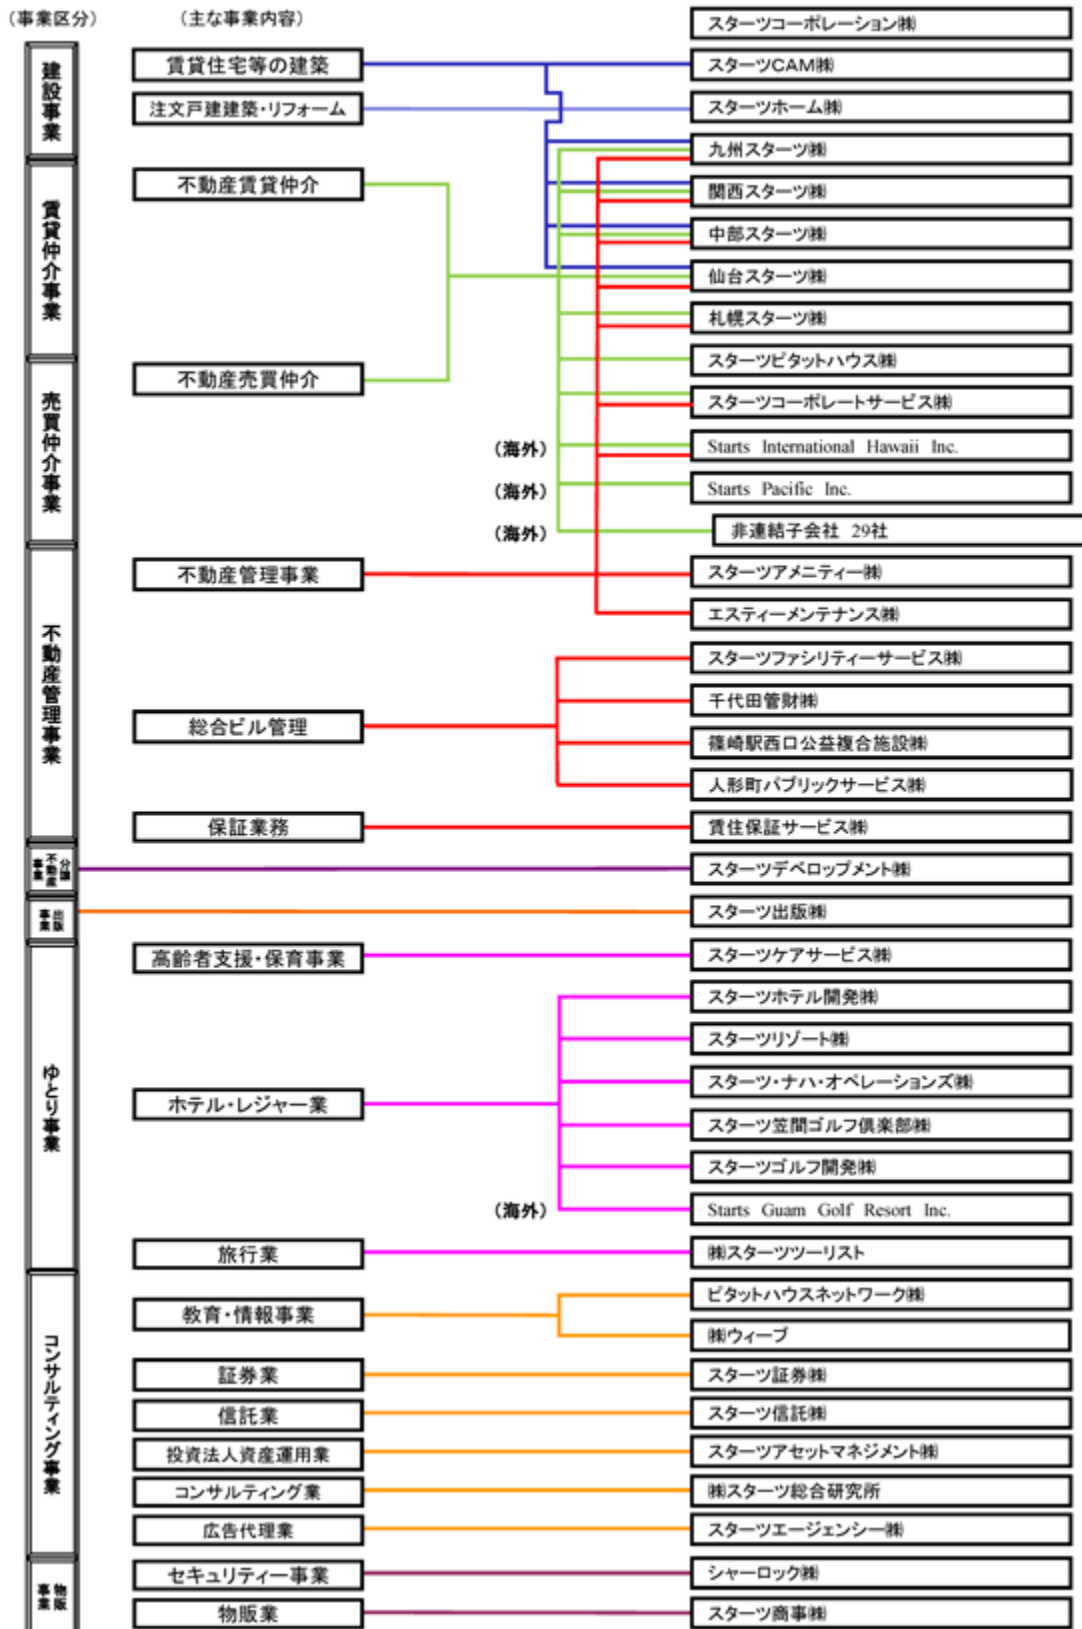 （事業区分）
（主な事業内容）
スターツコーポレーション㈱
建設事業
賃貸住宅等の建築
スターツCAM㈱
注文戸建建築・リフォーム
スターツホーム㈱
九州スターツ㈱
賃貸仲介事業
不動産賃貸仲介
関西スターツ㈱
中部スターツ㈱
仙台スターツ㈱
札幌スターツ㈱
売買仲介事業
不動産売買仲介
スターツピタットハウス㈱
スターツコーポレートサービス㈱
（海外）
Starts International Hawaii Inc.
（海外）
Starts Pacific Inc.
（海外）
非連結子会社 29社
不動産管理事業
不動産管理事業
スターツアメニティー㈱
エスティーメンテナンス㈱
スターツファシリティーサービス㈱
千代田管財㈱
総合ビル管理
篠崎駅西口公益複合施設㈱
人形町パブリックサービス㈱
保証業務
賃住保証サービス㈱
分譲不動産事業
スターツデベロップメント㈱
出版事業
スターツ出版㈱
ゆとり事業
高齢者支援・保育事業
スターツケアサービス㈱
スターツホテル開発㈱
スターツリゾート㈱
ホテル・レジャー業
スターツ・ナハ・オペレーションズ㈱
スターツ笠間ゴルフ倶楽部㈱
スターツゴルフ開発㈱
（海外）
Starts Guam Golf Resort Inc.
旅行業
㈱スターツツーリスト
コンサルティング事業
教育・情報事業
ピタットハウスネットワーク㈱
㈱ウィーブ
証券業
スターツ証券㈱
信託業
スターツ信託㈱
投資法人資産運用業
スターツアセットマネジメント㈱
コンサルティング業
㈱スターツ総合研究所
広告代理業
スターツエージェンシー㈱
物販事業
セキュリティー事業
シャーロック㈱
物販業
スターツ商事㈱